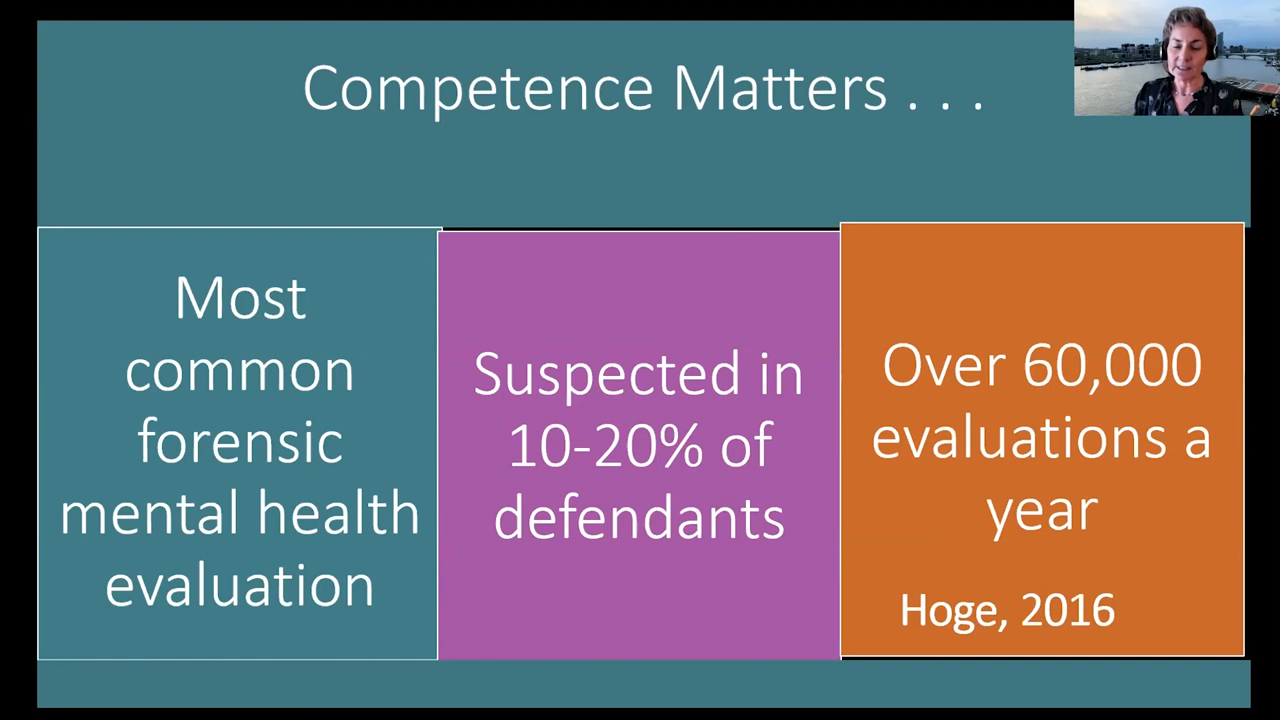 Competence Matters . . .
Most
common
forensic
mental health
evaluation
Suspected in
10-20% of
defendants
Over 60,000
evaluations a
year
Hoge, 2016